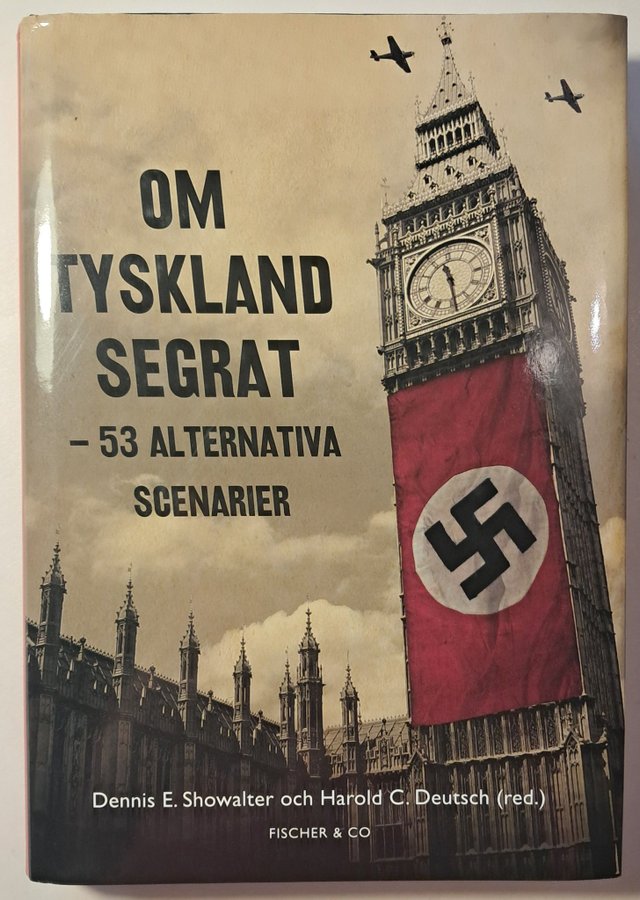 OM
TYSKLAND
SEGRAT
– 53 ALTERNATIVA
SCENARIER
Dennis E. Showalter och Harold C. Deutsch (red.)
FISCHER & CO